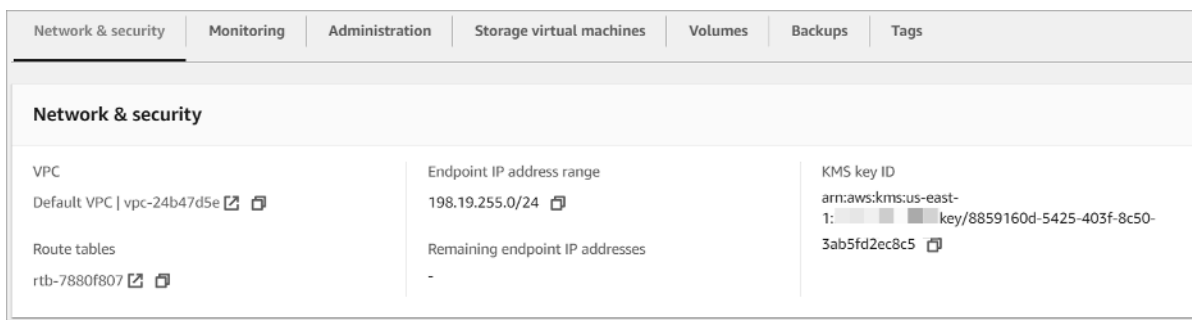 Network & security Monitoring Administration Storage virtual machines Volumes Backups Tags
Network & security
VPC
Default VPC | vpc-24b47d5e
Route tables
rtb-7880f807
Endpoint IP address range
198.19.255.0/24
Remaining endpoint IP addresses
-
KMS key ID
arn:aws:kms:us-east-
1: key/8859160d-5425-403f-8c50-
3ab5fd2ec8c5